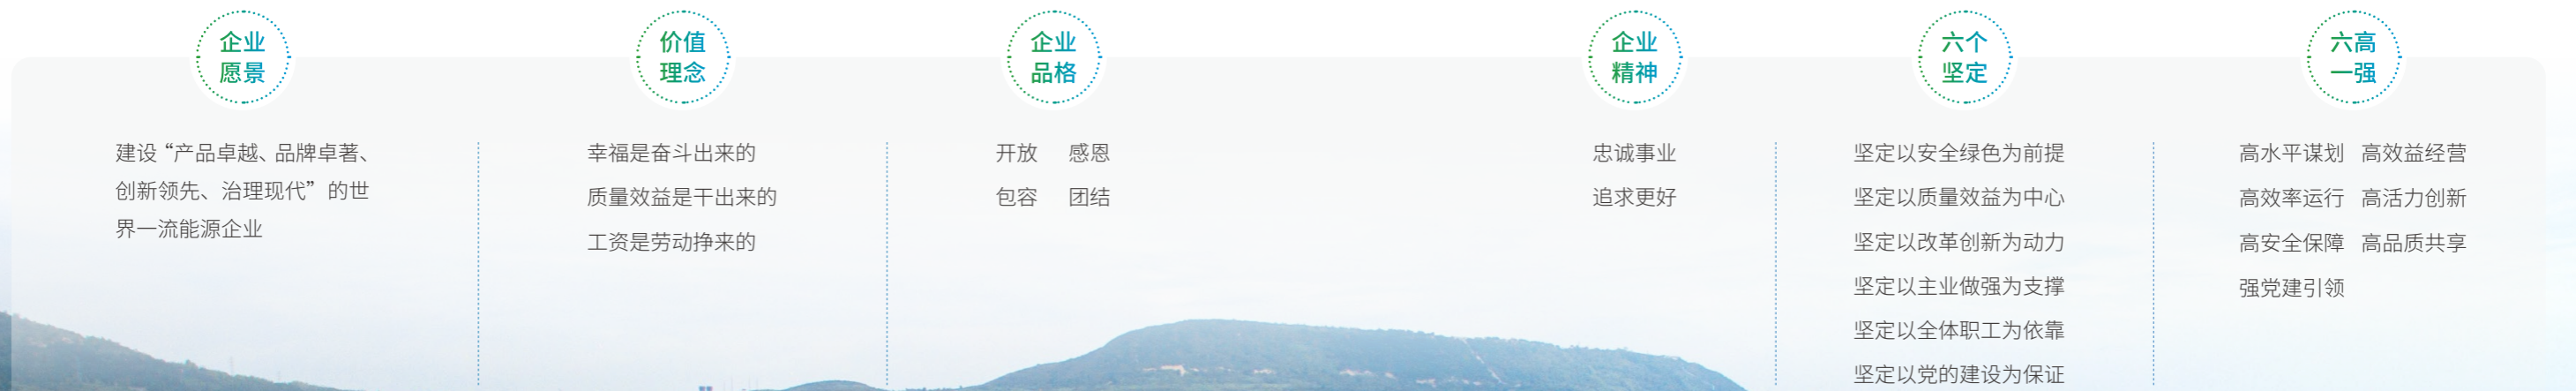 企业
愿景
建设“产品卓越、品牌卓著、
创新领先、治理现代”的世
界一流能源企业
价值
理念
幸福是奋斗出来的
质量效益是干出来的
工资是劳动挣来的
企业
品格
开放 感恩
包容 团结
企业
精神
忠诚事业
追求更好
六个
坚定
坚定以安全绿色为前提
坚定以质量效益为中心
坚定以改革创新为动力
坚定以主业做强为支撑
坚定以全体职工为依靠
坚定以党的建设为保证
六高
一强
高水平谋划 高效益经营
高效率运行 高活力创新
高安全保障 高品质共享
强党建引领